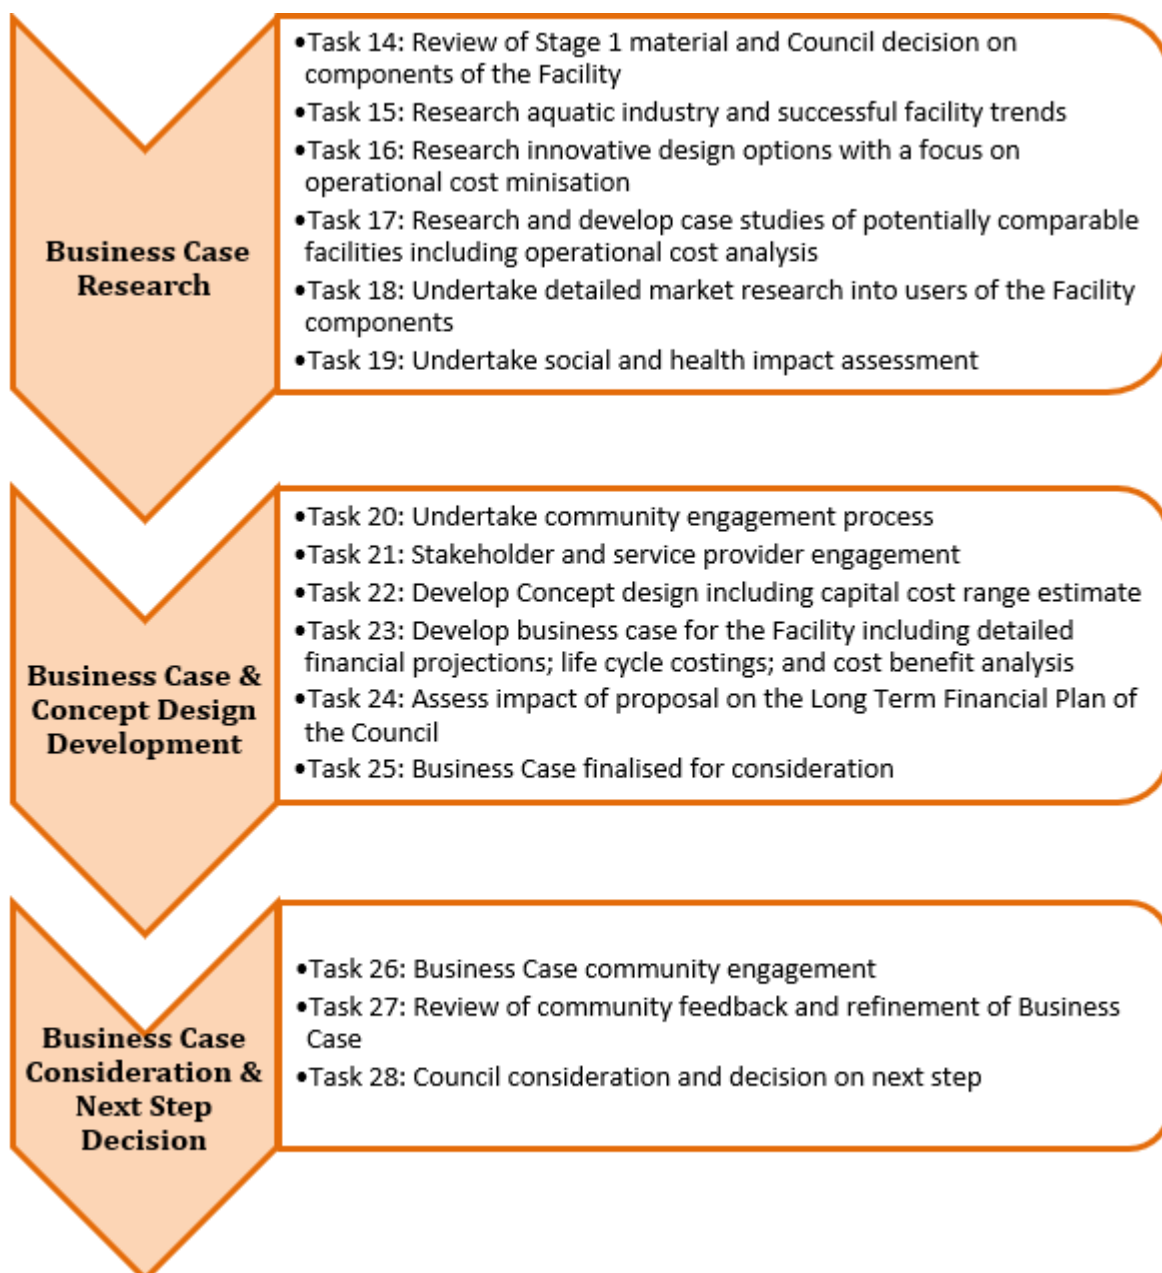 Business Case
Research
•Task 14: Review of Stage 1 material and Council decision on
components of the Facility
•Task 15: Research aquatic industry and successful facility trends
•Task 16: Research innovative design options with a focus on
operational cost minisation
•Task 17: Research and develop case studies of potentially comparable
facilities including operational cost analysis
•Task 18: Undertake detailed market research into users of the Facility
components
•Task 19: Undertake social and health impact assessment
Business Case &
Concept Design
Development
•Task 20: Undertake community engagement process
•Task 21: Stakeholder and service provider engagement
•Task 22: Develop Concept design including capital cost range estimate
•Task 23: Develop business case for the Facility including detailed
financial projections; life cycle costings; and cost benefit analysis
•Task 24: Assess impact of proposal on the Long Term Financial Plan of
the Council
•Task 25: Business Case finalised for consideration
Business Case
Consideration &
Next Step
Decision
•Task 26: Business Case community engagement
•Task 27: Review of community feedback and refinement of Business
Case
•Task 28: Council consideration and decision on next step